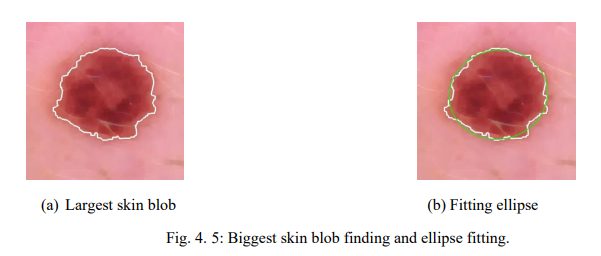 (a) Largest skin blob
(b) Fitting ellipse
Fig. 4. 5: Biggest skin blob finding and ellipse fitting.